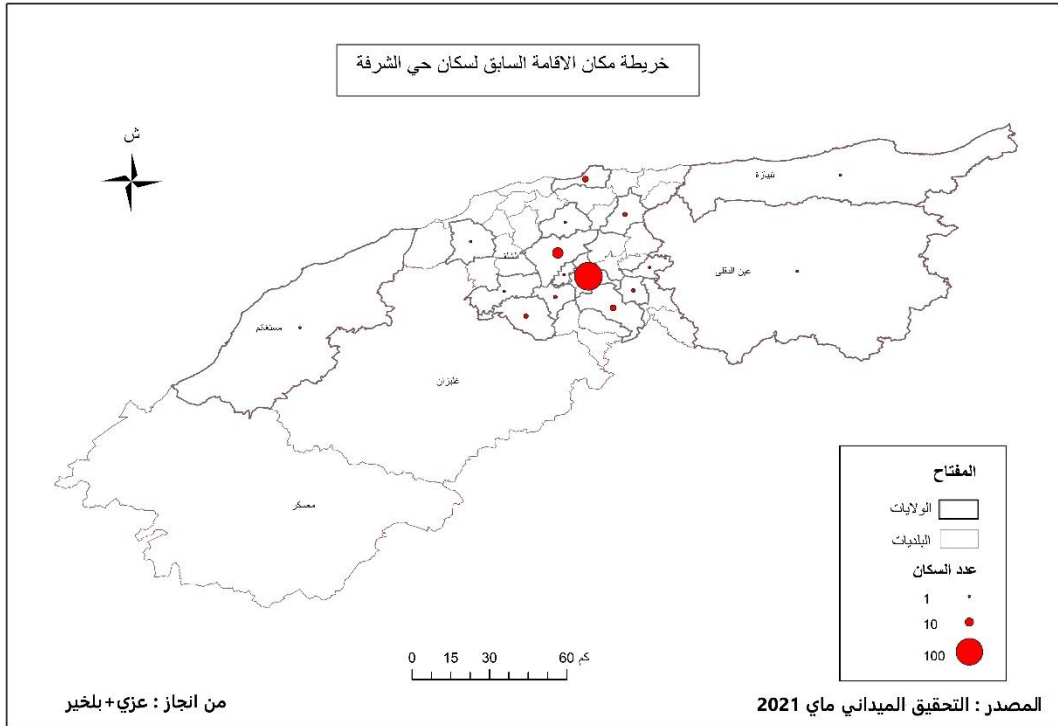 خريطة مكان الاقامة السابق لسكان حي الشرفة
ش
تيبازة
الشلف
عين الدفلى
مستغانم
غليزان
معسكر
المفتاح
الولايات
البلديات
عدد السكان
1
10
100
0 15 30 60 كم
المصدر : التحقيق الميداني ماي 2021
من انجاز : عزي+بلخير